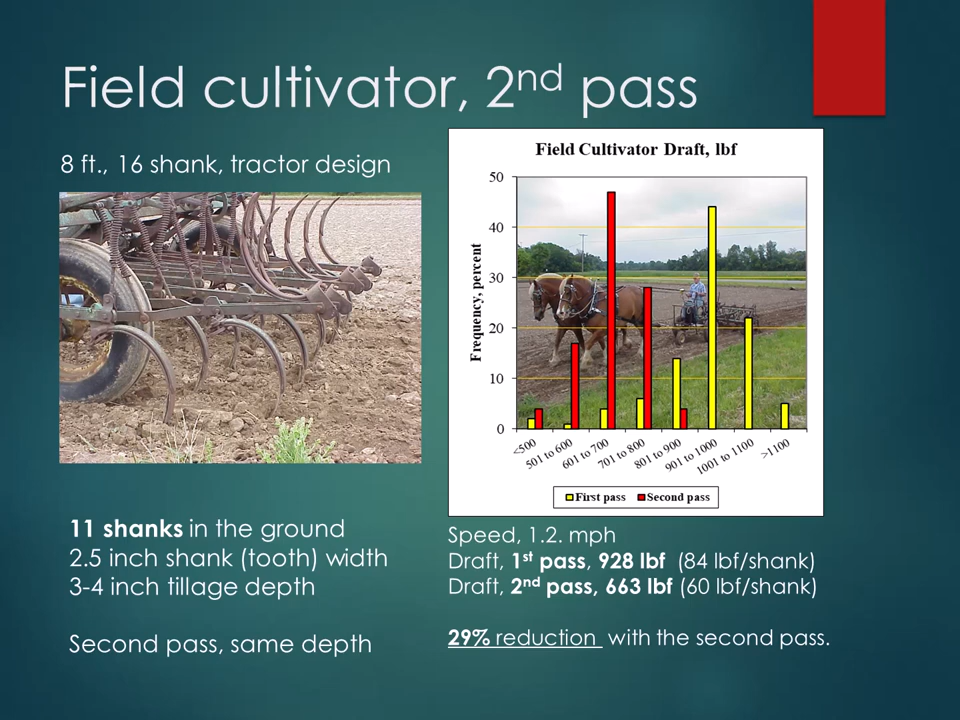 Field cultivator, 2nd pass
8 ft., 16 shank, tractor design
Field Cultivator Draft, lbf
50
40
30
20
10
0
Frequency, percent
<500
501 to 600
601 to 700
701 to 800
801 to 900
901 to 1000
1001 to 1100
>1100
First pass
Second pass
11 shanks in the ground
2.5 inch shank (tooth) width
3-4 inch tillage depth
Second pass, same depth
Speed, 1.2. mph
Draft, 1st pass, 928 lbf (84 lbf/shank)
Draft, 2nd pass, 663 lbf (60 lbf/shank)
29% reduction with the second pass.